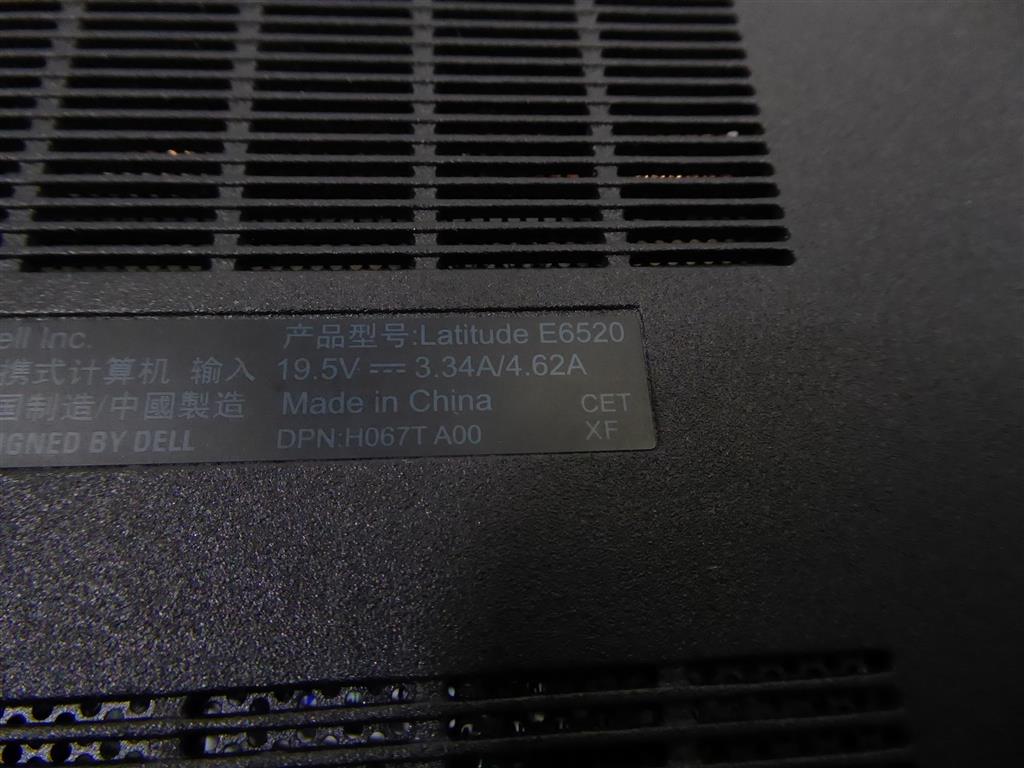 ell Inc. 产品型号:Latitude E6520
携式计算机 输入 19.5V ⎓ 3.34A/4.62A
国制造/中國製造 Made in China CET
IGNED BY DELL DPN:H067T A00 XF